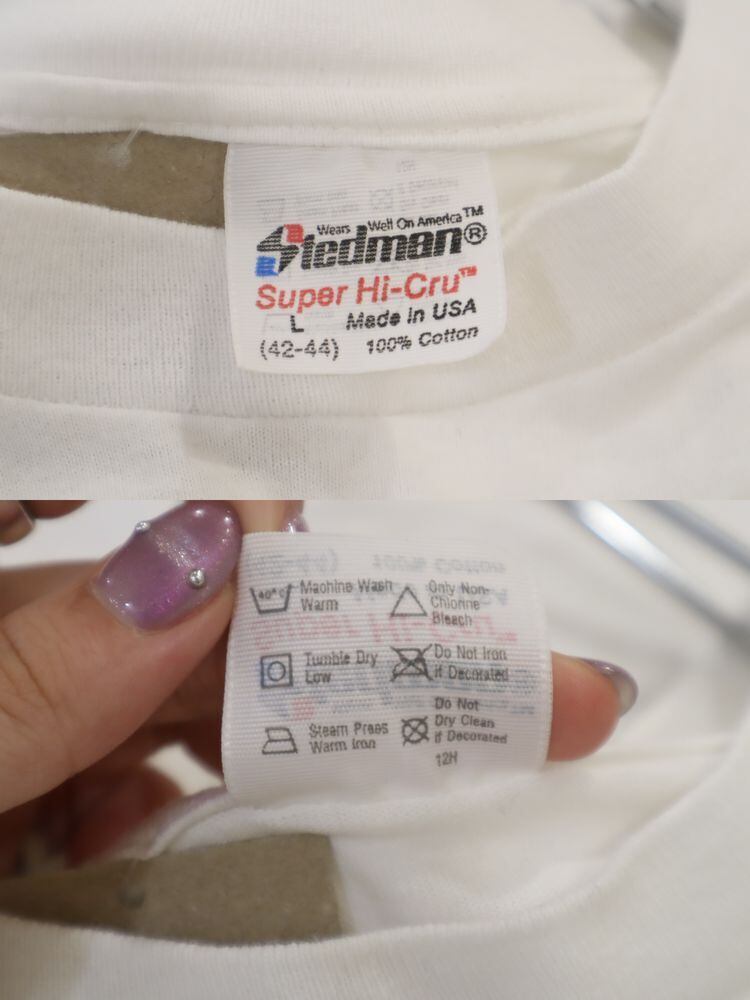 Wears Well On America™
Stedman®
Super Hi-Cru™
L Made in USA
(42-44) 100% Cotton
40°C Machine Wash Warm
Only Non-Chlorine Bleach
Tumble Dry Low
Do Not Iron if Decorated
Steam Press Warm Iron
Do Not Dry Clean if Decorated
12H